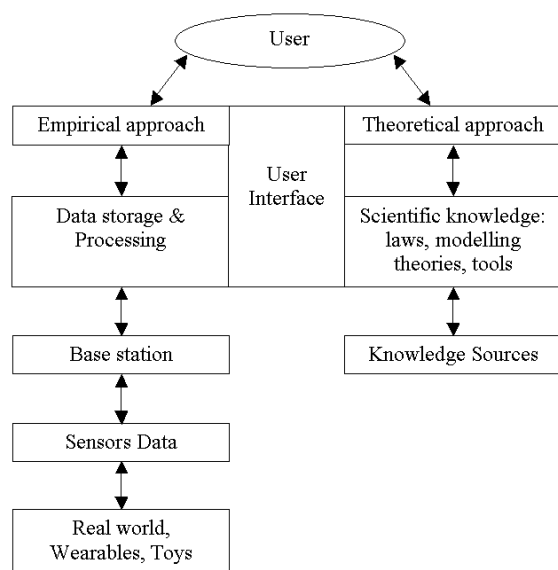 User
Empirical approach
Theoretical approach
User
Interface
Data storage &
Processing
Scientific knowledge:
laws, modelling
theories, tools
Base station
Knowledge Sources
Sensors Data
Real world,
Wearables, Toys